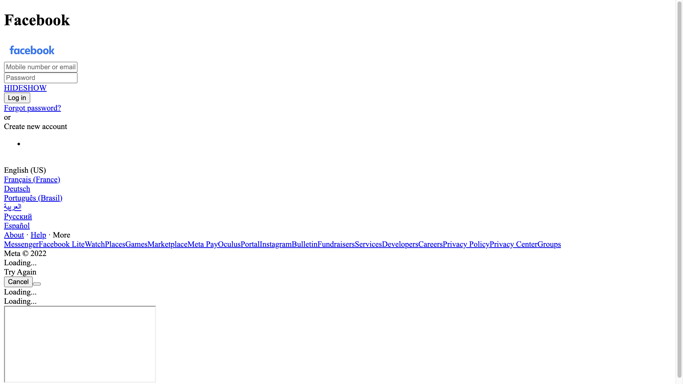 Facebook
facebook
Mobile number or email
Password
HIDESHOW
Log in
Forgot password?
or
Create new account
English (US)
Français (France)
Deutsch
Português (Brasil)
العربية
Русский
Español
About · Help · More
MessengerFacebook LiteWatchPlacesGamesMarketplaceMeta PayOculusPortalInstagramBulletinFundraisersServicesDevelopersCareersPrivacy PolicyPrivacy CenterGroups
Meta © 2022
Loading...
Try Again
Cancel
Loading...
Loading...